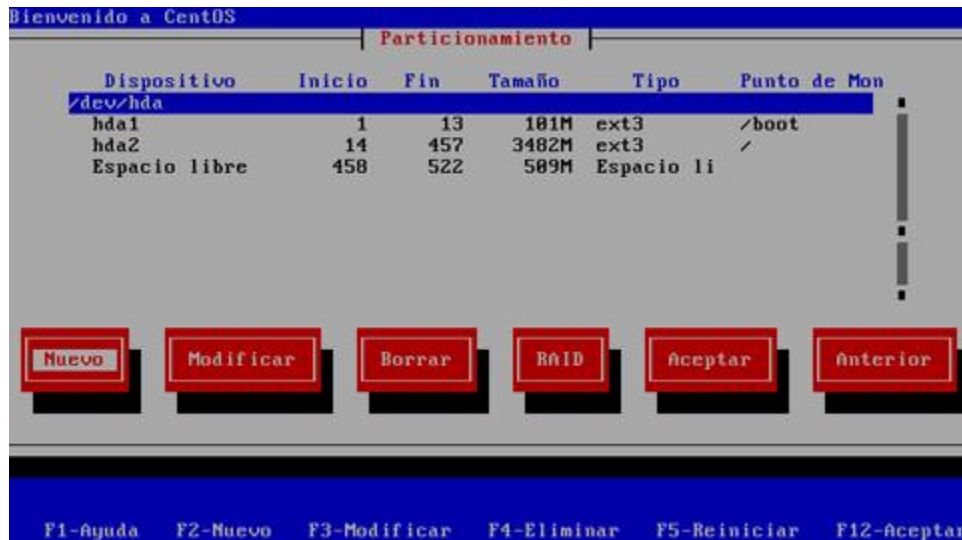 Bienvenido a CentOS
Particionamiento
Dispositivo Inicio Fin Tamaño Tipo Punto de Mon
/dev/hda
hda1 1 13 101M ext3 /boot
hda2 14 457 3482M ext3 /
Espacio libre 458 522 509M Espacio li
Nuevo Modificar Borrar RAID Aceptar Anterior
F1-Ayuda F2-Nuevo F3-Modificar F4-Eliminar F5-Reiniciar F12-Aceptar